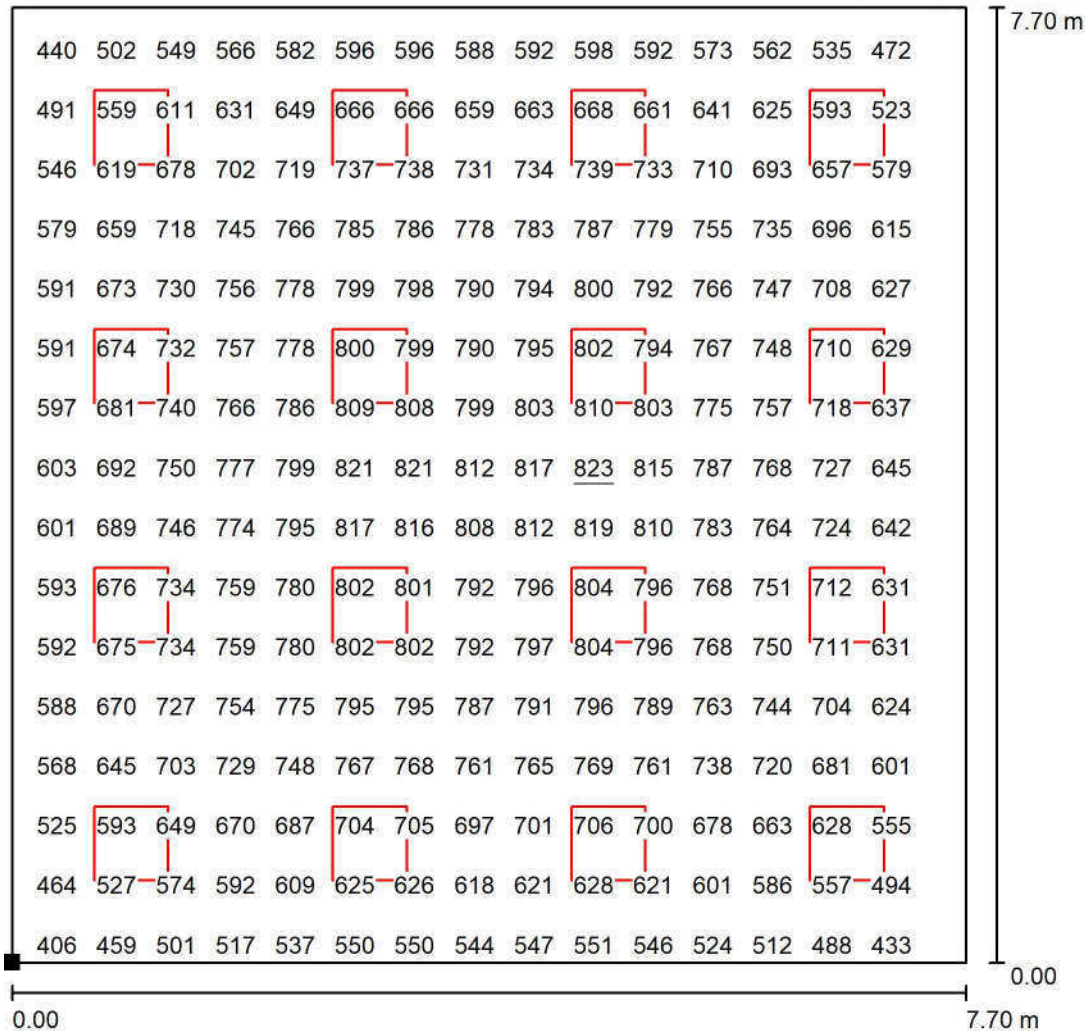 7.70 m
440 502 549 566 582 596 596 588 592 598 592 573 562 535 472
491 559 611 631 649 666 666 659 663 668 661 641 625 593 523
546 619 678 702 719 737 738 731 734 739 733 710 693 657 579
579 659 718 745 766 785 786 778 783 787 779 755 735 696 615
591 673 730 756 778 799 798 790 794 800 792 766 747 708 627
591 674 732 757 778 800 799 790 795 802 794 767 748 710 629
597 681 740 766 786 809 808 799 803 810 803 775 757 718 637
603 692 750 777 799 821 821 812 817 823 815 787 768 727 645
601 689 746 774 795 817 816 808 812 819 810 783 764 724 642
593 676 734 759 780 802 801 792 796 804 796 768 751 712 631
592 675 734 759 780 802 802 792 797 804 796 768 750 711 631
588 670 727 754 775 795 795 787 791 796 789 763 744 704 624
568 645 703 729 748 767 768 761 765 769 761 738 720 681 601
525 593 649 670 687 704 705 697 701 706 700 678 663 628 555
464 527 574 592 609 625 626 618 621 628 621 601 586 557 494
406 459 501 517 537 550 550 544 547 551 546 524 512 488 433
0.00
0.00 7.70 m